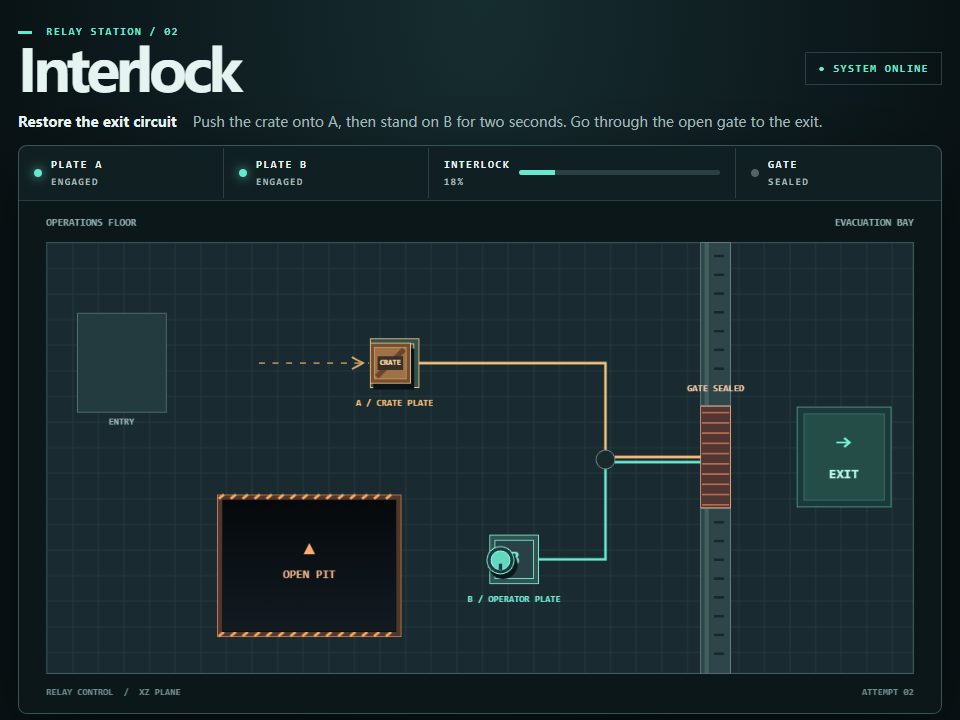 RELAY STATION / 02
Interlock
SYSTEM ONLINE
Restore the exit circuit Push the crate onto A, then stand on B for two seconds. Go through the open gate to the exit.
PLATE A
ENGAGED
PLATE B
ENGAGED
INTERLOCK
18%
GATE
SEALED
OPERATIONS FLOOR
EVACUATION BAY
ENTRY
CRATE
A / CRATE PLATE
GATE SEALED
EXIT
OPEN PIT
B / OPERATOR PLATE
RELAY CONTROL / XZ PLANE
ATTEMPT 02